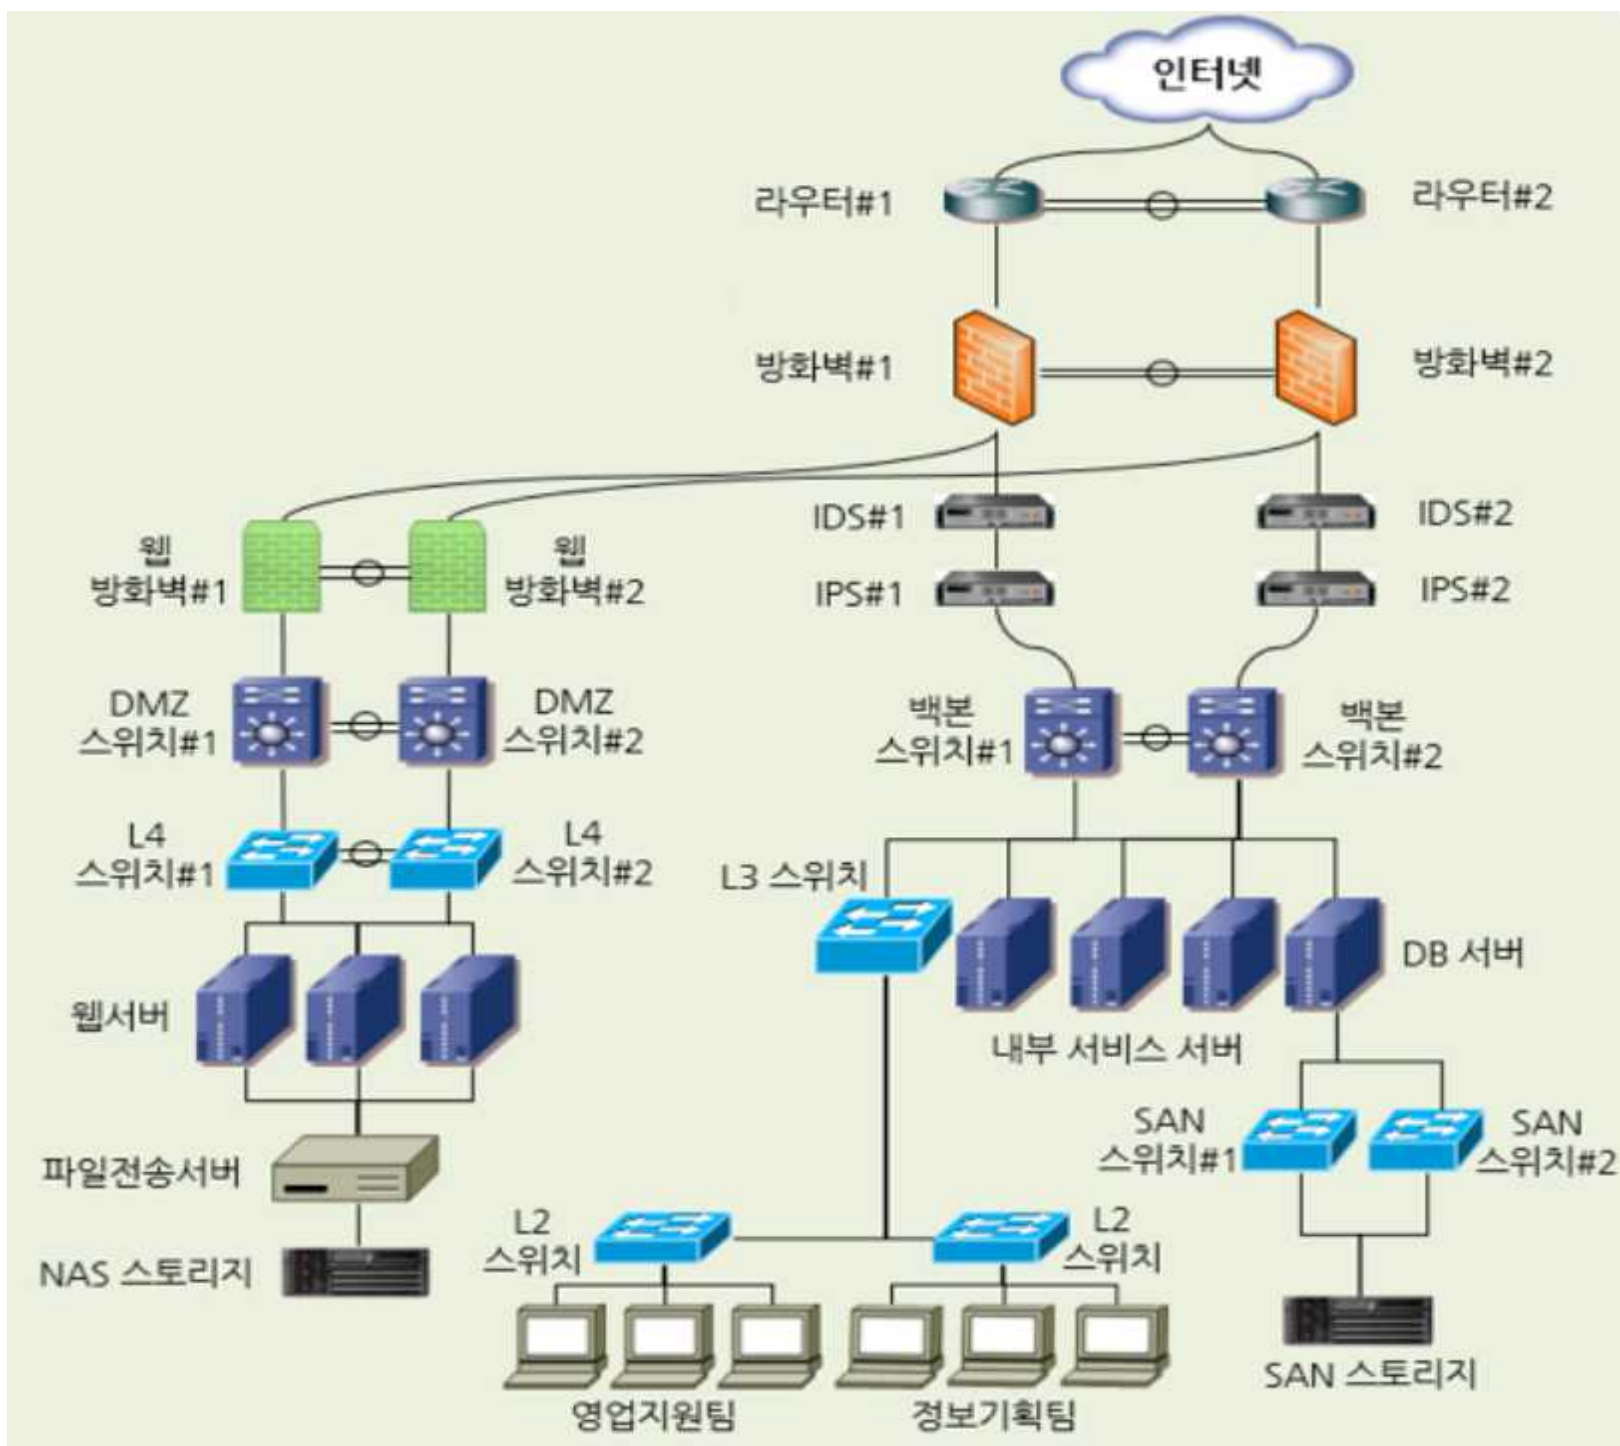 인터넷
라우터#1
라우터#2
방화벽#1
방화벽#2
IDS#1
IDS#2
웹
방화벽#1
웹
방화벽#2
IPS#1
IPS#2
DMZ
스위치#1
DMZ
스위치#2
백본
스위치#1
백본
스위치#2
L4
스위치#1
L4
스위치#2
L3 스위치
DB 서버
웹서버
내부 서비스 서버
SAN
스위치#1
SAN
스위치#2
파일전송서버
L2
스위치
L2
스위치
NAS 스토리지
SAN 스토리지
영업지원팀
정보기획팀